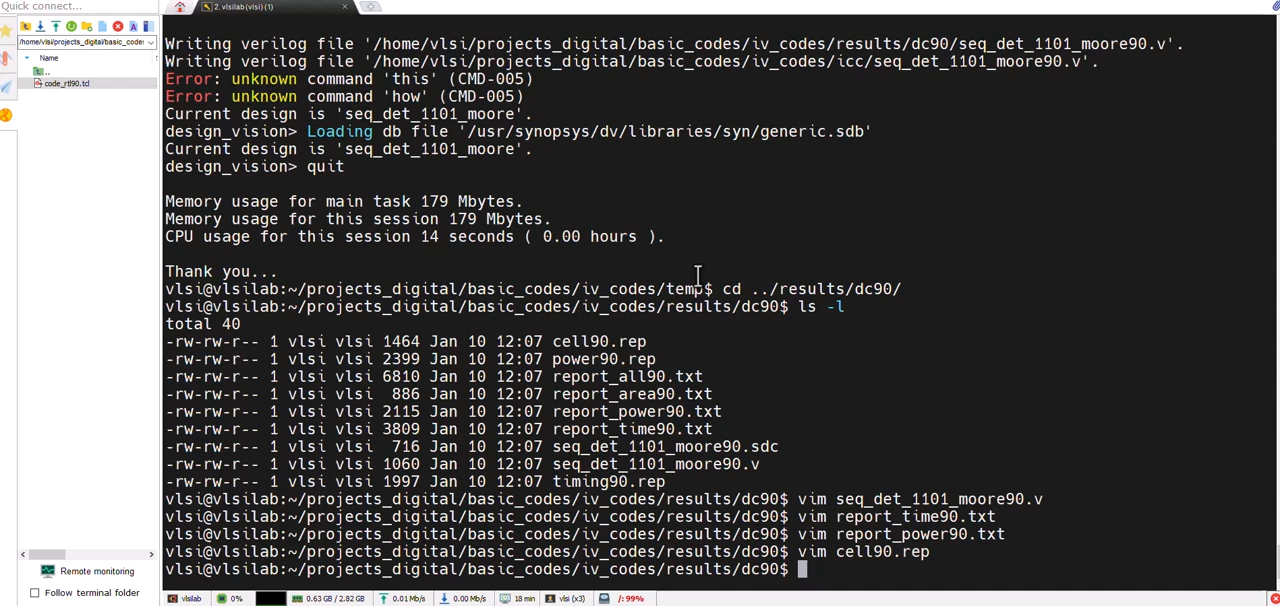 Quick connect...
2. vlsilab(vlsi) (1)
/home/vlsi/projects_digital/basic_codes
Name
..
code_rtl90.tcl
Writing verilog file '/home/vlsi/projects_digital/basic_codes/iv_codes/results/dc90/seq_det_1101_moore90.v'.
Writing verilog file '/home/vlsi/projects_digital/basic_codes/iv_codes/icc/seq_det_1101_moore90.v'.
Error: unknown command 'this' (CMD-005)
Error: unknown command 'how' (CMD-005)
Current design is 'seq_det_1101_moore'.
design_vision> Loading db file '/usr/synopsys/dv/libraries/syn/generic.sdb'
Current design is 'seq_det_1101_moore'.
design_vision> quit
Memory usage for main task 179 Mbytes.
Memory usage for this session 179 Mbytes.
CPU usage for this session 14 seconds ( 0.00 hours ).
Thank you...
vlsi@vlsilab:~/projects_digital/basic_codes/iv_codes/temp$ cd ../results/dc90/
vlsi@vlsilab:~/projects_digital/basic_codes/iv_codes/results/dc90$ ls -l
total 40
-rw-rw-r-- 1 vlsi vlsi 1464 Jan 10 12:07 cell90.rep
-rw-rw-r-- 1 vlsi vlsi 2399 Jan 10 12:07 power90.rep
-rw-rw-r-- 1 vlsi vlsi 6810 Jan 10 12:07 report_all90.txt
-rw-rw-r-- 1 vlsi vlsi  886 Jan 10 12:07 report_area90.txt
-rw-rw-r-- 1 vlsi vlsi 2115 Jan 10 12:07 report_power90.txt
-rw-rw-r-- 1 vlsi vlsi 3809 Jan 10 12:07 report_time90.txt
-rw-rw-r-- 1 vlsi vlsi  716 Jan 10 12:07 seq_det_1101_moore90.sdc
-rw-rw-r-- 1 vlsi vlsi 1060 Jan 10 12:07 seq_det_1101_moore90.v
-rw-rw-r-- 1 vlsi vlsi 1997 Jan 10 12:07 timing90.rep
vlsi@vlsilab:~/projects_digital/basic_codes/iv_codes/results/dc90$ vim seq_det_1101_moore90.v
vlsi@vlsilab:~/projects_digital/basic_codes/iv_codes/results/dc90$ vim report_time90.txt
vlsi@vlsilab:~/projects_digital/basic_codes/iv_codes/results/dc90$ vim report_power90.txt
vlsi@vlsilab:~/projects_digital/basic_codes/iv_codes/results/dc90$ vim cell90.rep
vlsi@vlsilab:~/projects_digital/basic_codes/iv_codes/results/dc90$
Remote monitoring
Follow terminal folder
vlsilab 0% 0.63 GB / 2.82 GB 0.01 Mb/s 0.00 Mb/s 18 min vlsi (x3) /: 99%